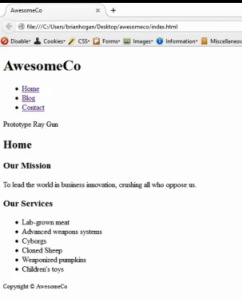 AwesomeCo
file:///C:/Users/brianhogan/Desktop/awesomeco/index.html
Disable Cookies CSS Forms Images Information Miscellaneous
AwesomeCo
Home
Blog
Contact
Prototype Ray Gun
Home
Our Mission
To lead the world in business innovation, crushing all who oppose us.
Our Services
Lab-grown meat
Advanced weapons systems
Cyborgs
Cloned Sheep
Weaponized pumpkins
Children's toys
Copyright © AwesomeCo